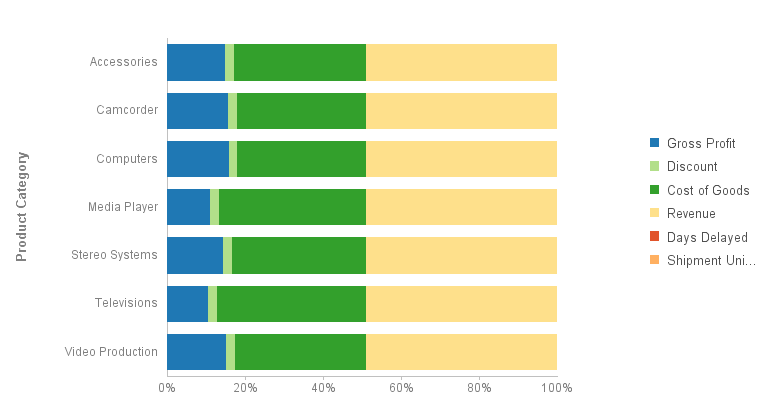 Product Category
Accessories
Camcorder
Computers
Media Player
Stereo Systems
Televisions
Video Production
0% 20% 40% 60% 80% 100%
Gross Profit
Discount
Cost of Goods
Revenue
Days Delayed
Shipment Uni...